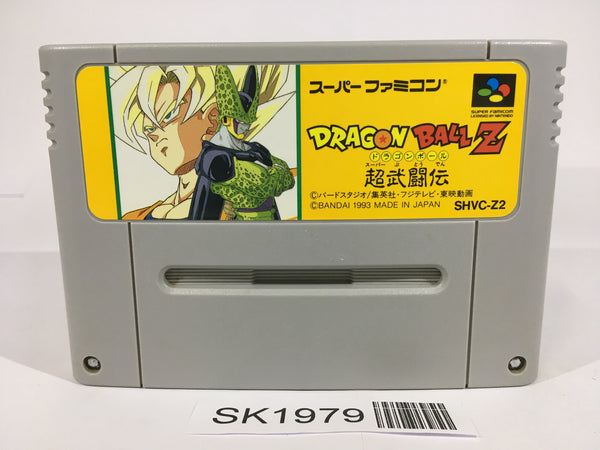 スーパーファミコン®
SUPER FAMICOM
LICENSED BY NINTENDO
DRAGON BALL Z
ドラゴンボール
スーパー ぶ とう でん
超武闘伝
©バードスタジオ/集英社・フジテレビ・東映動画
©BANDAI 1993 MADE IN JAPAN SHVC-Z2
SK1979